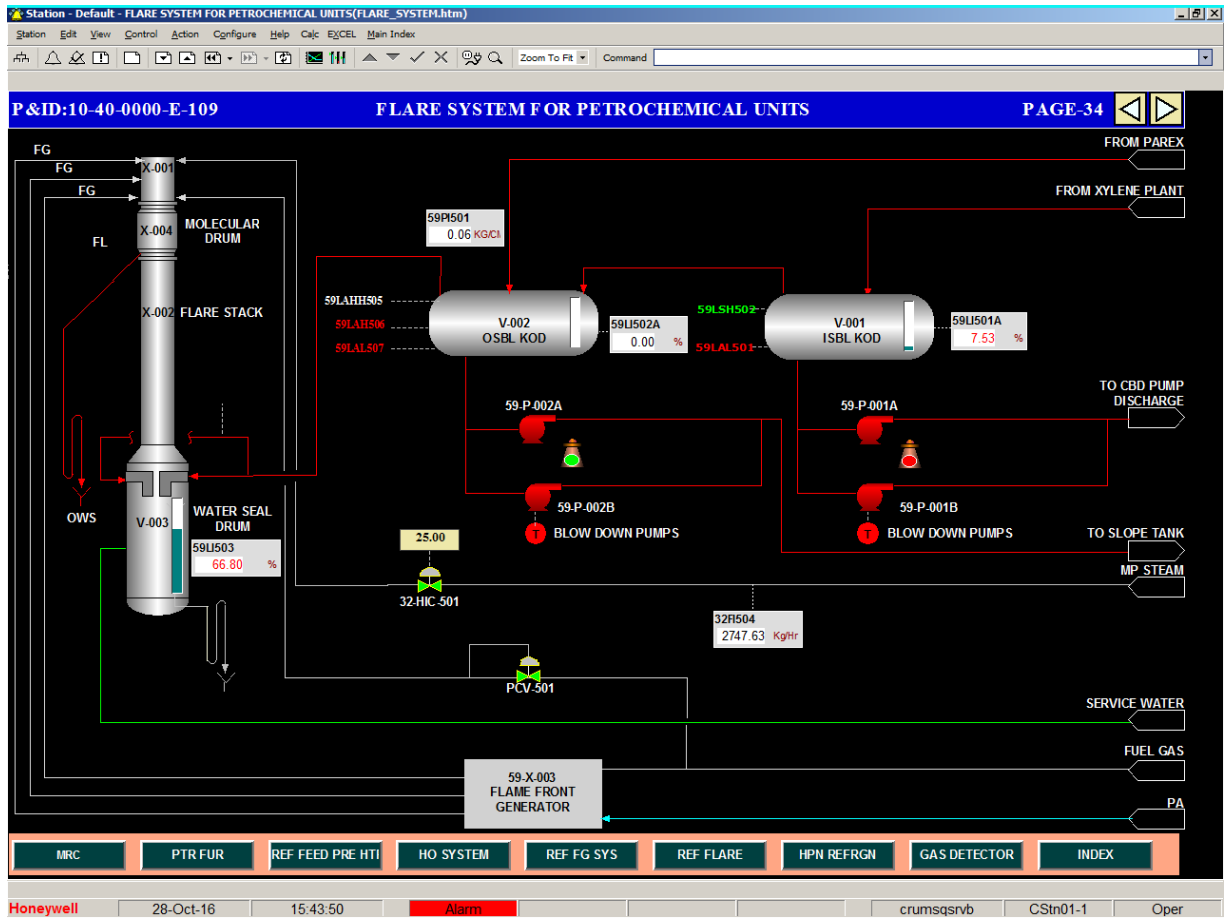 Station - Default - FLARE SYSTEM FOR PETROCHEMICAL UNITS(FLARE_SYSTEM.htm)
Station Edit View Control Action Configure Help Calc EXCEL Main Index
Zoom To Fit Command
P&ID:10-40-0000-E-109 FLARE SYSTEM FOR PETROCHEMICAL UNITS PAGE-34
FROM PAREX
FG
FG
FG
X-001
FROM XYLENE PLANT
59PI501
0.06 KG/C
MOLECULAR
DRUM
X-004
FL
59LAHH505
59LAH506
59LAL507
V-002
OSBL KOD
59LI502A
0.00 %
59LSH502
59LAL501
V-001
ISBL KOD
59LI501A
7.53 %
X-002 FLARE STACK
TO CBD PUMP
DISCHARGE
59-P-002A
59-P-001A
59-P-002B
59-P-001B
T BLOW DOWN PUMPS
T BLOW DOWN PUMPS
OWS
V-003
WATER SEAL
DRUM
59LI503
66.80 %
TO SLOPE TANK
25.00
MP STEAM
32-HIC-501
32FI504
2747.63 Kg/Hr
PCV-501
SERVICE WATER
FUEL GAS
59-X-003
FLAME FRONT
GENERATOR
PA
MRC PTR FUR REF FEED PRE HTI HO SYSTEM REF FG SYS REF FLARE HPN REFRGN GAS DETECTOR INDEX
Honeywell 28-Oct-16 15:43:50 Alarm crumsqsrvb CStn01-1 Oper